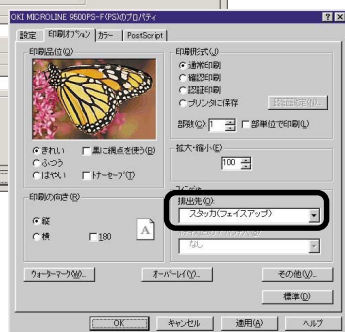 OKI MICROLINE 9500PS-F(PS)のプロパティ
設定
印刷オプション
カラー
PostScript
印刷品位(Q)
きれい
ふつう
はやい
黒に網点を使う(B)
トナーセーブ(T)
印刷の向き(R)
縦
横
180
A
印刷形式(J)
通常印刷
確認印刷
認証印刷
プリンタに保存
部数(C):
1
部単位で印刷(L)
拡大・縮小(E)
100
排出先(O):
スタッカ(フェイスアップ)
なし
ウォーターマーク(W)...
オーバーレイ(Y)...
その他(V)...
標準(D)
OK
キャンセル
適用(A)
ヘルプ